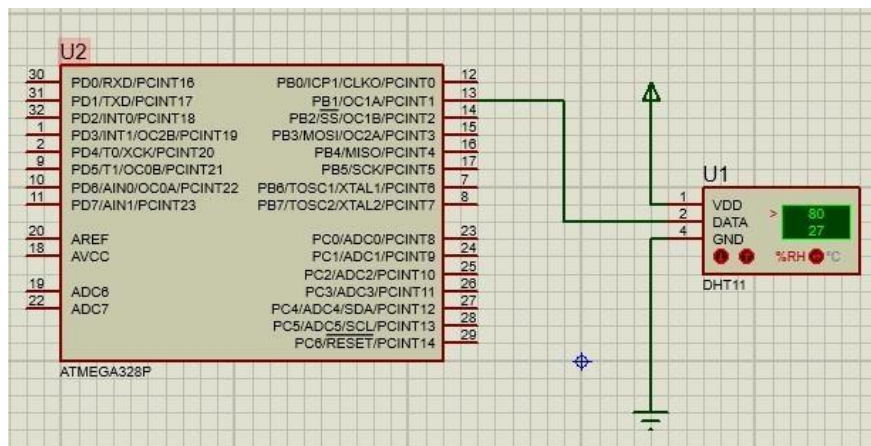 U2
30 PD0/RXD/PCINT16 PB0/ICP1/CLKO/PCINT0 12
31 PD1/TXD/PCINT17 PB1/OC1A/PCINT1 13
32 PD2/INT0/PCINT18 PB2/SS/OC1B/PCINT2 14
1 PD3/INT1/OC2B/PCINT19 PB3/MOSI/OC2A/PCINT3 15
2 PD4/T0/XCK/PCINT20 PB4/MISO/PCINT4 16
9 PD5/T1/OC0B/PCINT21 PB5/SCK/PCINT5 17
10 PD6/AIN0/OC0A/PCINT22 PB6/TOSC1/XTAL1/PCINT6 7
11 PD7/AIN1/PCINT23 PB7/TOSC2/XTAL2/PCINT7 8
20 AREF PC0/ADC0/PCINT8 23
18 AVCC PC1/ADC1/PCINT9 24
PC2/ADC2/PCINT10 25
19 ADC6 PC3/ADC3/PCINT11 26
22 ADC7 PC4/ADC4/SDA/PCINT12 27
PC5/ADC5/SCL/PCINT13 28
PC6/RESET/PCINT14 29
ATMEGA328P
U1
1 VDD
2 DATA > 80
4 GND 27
%RH °C
DHT11